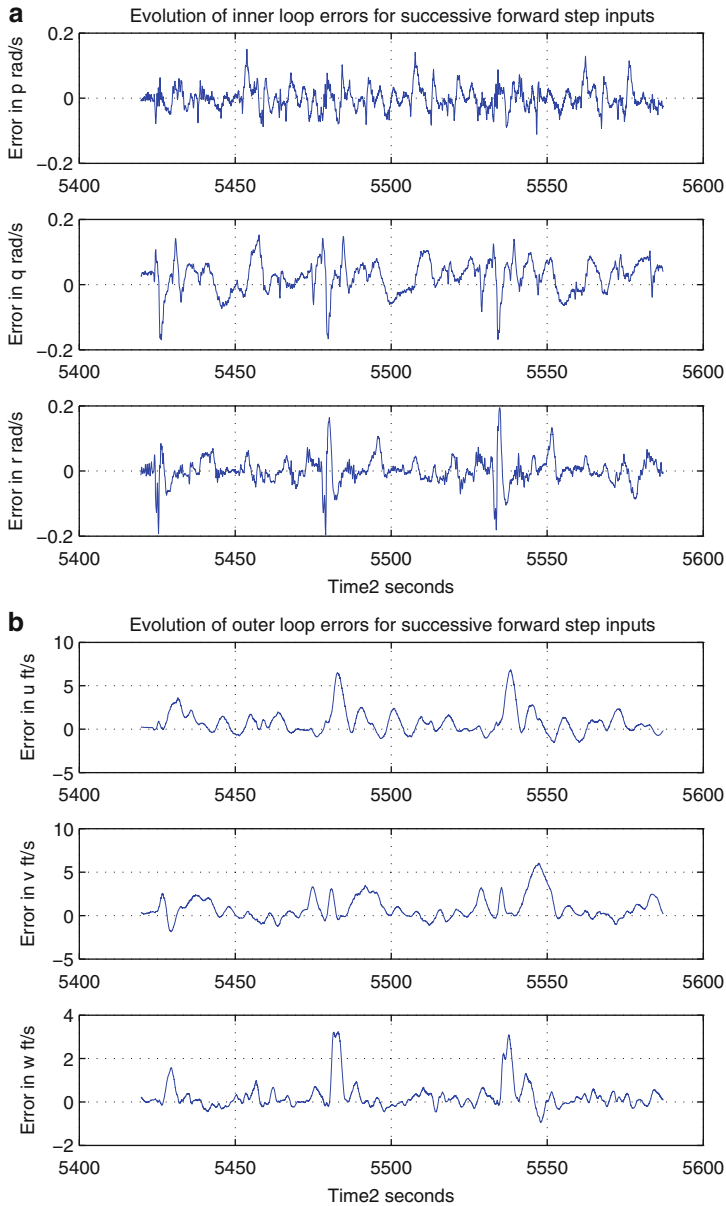 a
Evolution of inner loop errors for successive forward step inputs
0.2
0
−0.2
Error in p rad/s
5400 5450 5500 5550 5600
0.2
0
−0.2
Error in q rad/s
5400 5450 5500 5550 5600
0.2
0
−0.2
Error in r rad/s
5400 5450 5500 5550 5600
Time2 seconds
b
Evolution of outer loop errors for successive forward step inputs
10
5
0
−5
Error in u ft/s
5400 5450 5500 5550 5600
10
5
0
−5
Error in v ft/s
5400 5450 5500 5550 5600
4
2
0
−2
Error in w ft/s
5400 5450 5500 5550 5600
Time2 seconds